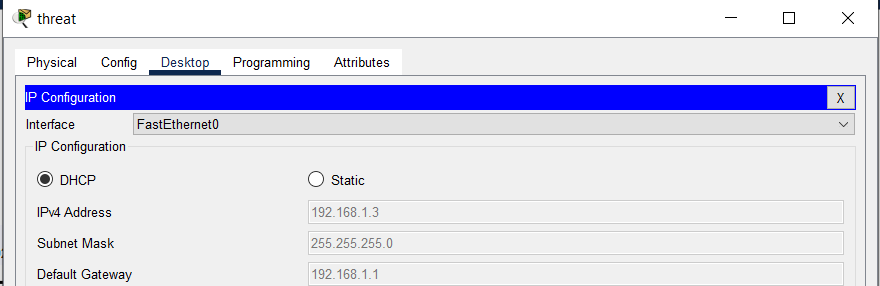 threat
Physical Config Desktop Programming Attributes
IP Configuration X
Interface FastEthernet0
IP Configuration
DHCP Static
IPv4 Address 192.168.1.3
Subnet Mask 255.255.255.0
Default Gateway 192.168.1.1